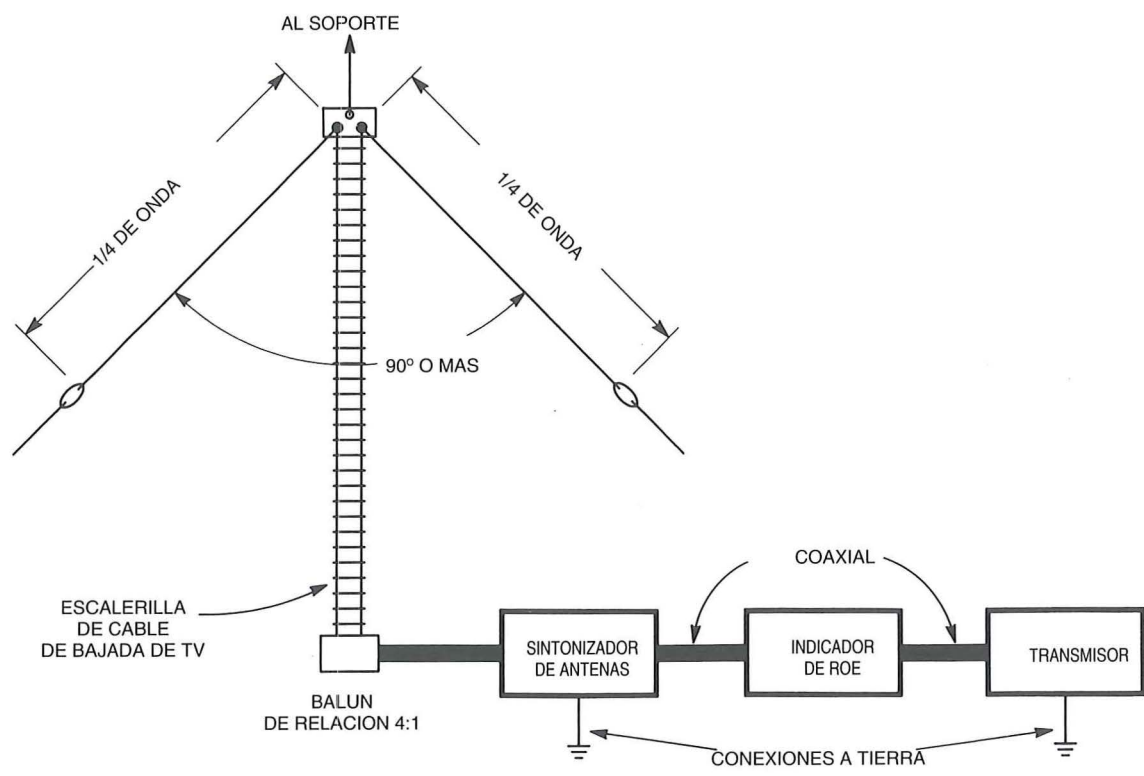 AL SOPORTE
1/4 DE ONDA
1/4 DE ONDA
90º O MAS
ESCALERILLA
DE CABLE
DE BAJADA DE TV
BALUN
DE RELACION 4:1
SINTONIZADOR
DE ANTENAS
COAXIAL
INDICADOR
DE ROE
TRANSMISOR
CONEXIONES A TIERRA